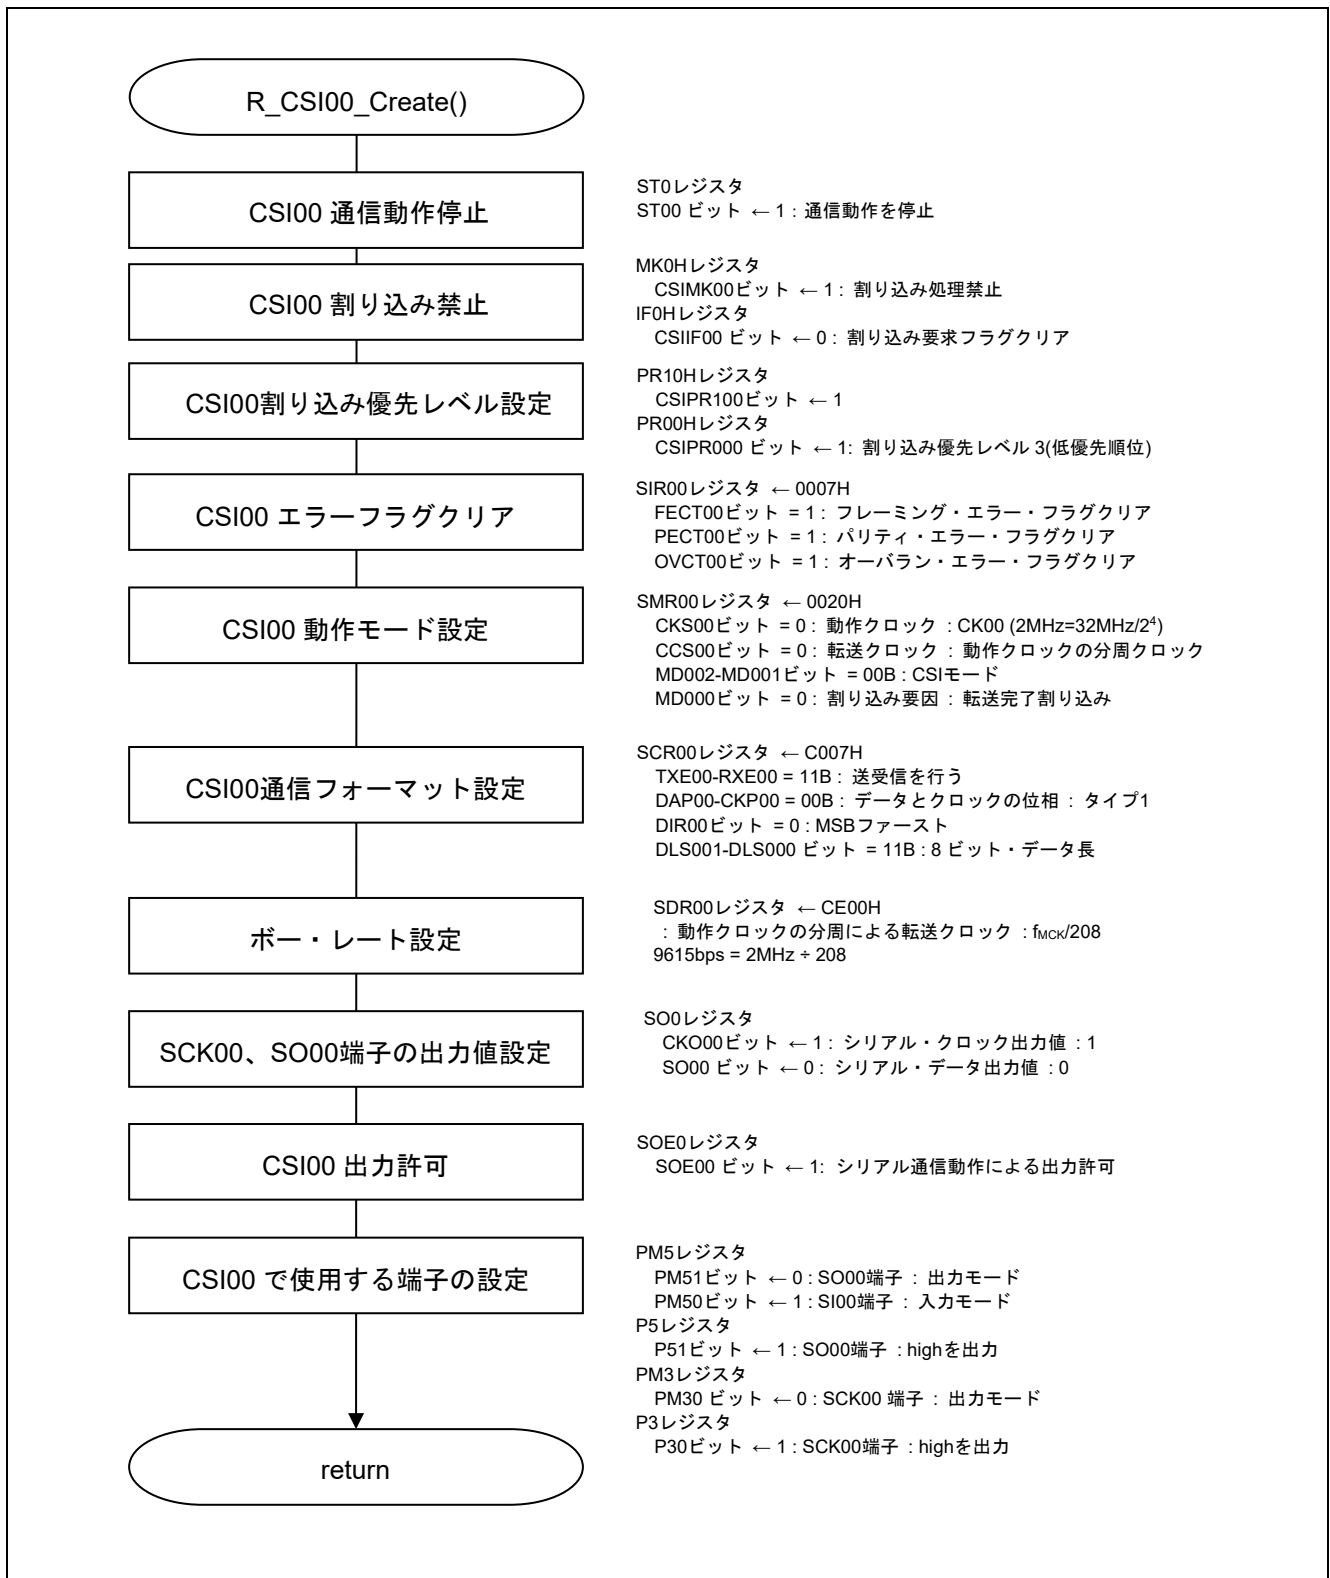 R_CSI00_Create()
CSI00 通信動作停止
ST0レジスタ
ST00 ビット ← 1 : 通信動作を停止
CSI00 割り込み禁止
MK0Hレジスタ
CSIMK00ビット ← 1 : 割り込み処理禁止
IF0Hレジスタ
CSIIF00 ビット ← 0 : 割り込み要求フラグクリア
CSI00割り込み優先レベル設定
PR10Hレジスタ
CSIPR100ビット ← 1
PR00Hレジスタ
CSIPR000 ビット ← 1: 割り込み優先レベル 3(低優先順位)
CSI00 エラーフラグクリア
SIR00レジスタ ← 0007H
FECT00ビット = 1 : フレーミング・エラー・フラグクリア
PECT00ビット = 1 : パリティ・エラー・フラグクリア
OVCT00ビット = 1 : オーバラン・エラー・フラグクリア
CSI00 動作モード設定
SMR00レジスタ ← 0020H
CKS00ビット = 0 : 動作クロック : CK00 (2MHz=32MHz/2⁴)
CCS00ビット = 0 : 転送クロック : 動作クロックの分周クロック
MD002-MD001ビット = 00B : CSIモード
MD000ビット = 0 : 割り込み要因 : 転送完了割り込み
CSI00通信フォーマット設定
SCR00レジスタ ← C007H
TXE00-RXE00 = 11B : 送受信を行う
DAP00-CKP00 = 00B : データとクロックの位相 : タイプ1
DIR00ビット = 0 : MSBファースト
DLS001-DLS000 ビット = 11B : 8 ビット・データ長
ボー・レート設定
SDR00レジスタ ← CE00H
: 動作クロックの分周による転送クロック : fMCK/208
9615bps = 2MHz ÷ 208
SCK00、SO00端子の出力値設定
SO0レジスタ
CKO00ビット ← 1 : シリアル・クロック出力値 : 1
SO00 ビット ← 0 : シリアル・データ出力値 : 0
CSI00 出力許可
SOE0レジスタ
SOE00 ビット ← 1: シリアル通信動作による出力許可
CSI00 で使用する端子の設定
PM5レジスタ
PM51ビット ← 0 : SO00端子 : 出力モード
PM50ビット ← 1 : SI00端子 : 入力モード
P5レジスタ
P51ビット ← 1 : SO00端子 : highを出力
PM3レジスタ
PM30 ビット ← 0 : SCK00 端子 : 出力モード
P3レジスタ
P30ビット ← 1 : SCK00端子 : highを出力
return